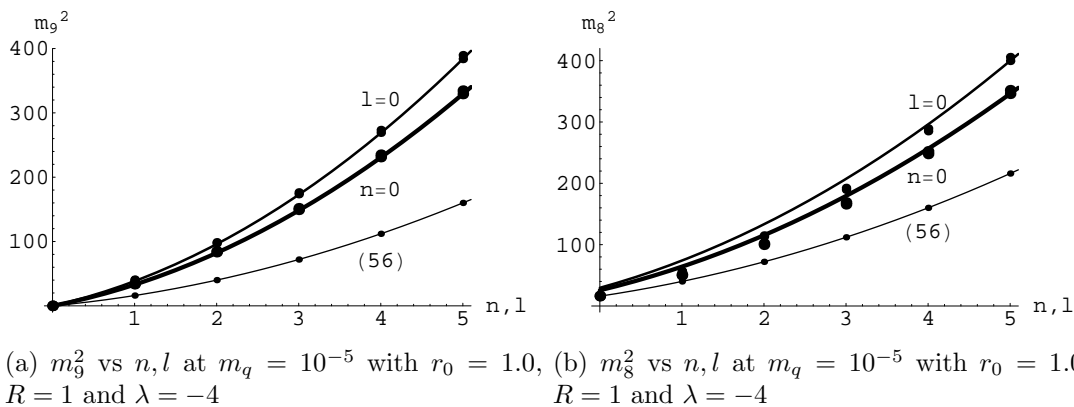 m₉²
400
300
200
100
l=0
n=0
(56)
1 2 3 4 5
n,l
m₈²
400
300
200
100
l=0
n=0
(56)
1 2 3 4 5
n,l
(a) m₉² vs n, l at m_q = 10⁻⁵ with r₀ = 1.0,
R = 1 and λ = −4
(b) m₈² vs n, l at m_q = 10⁻⁵ with r₀ = 1.
R = 1 and λ = −4